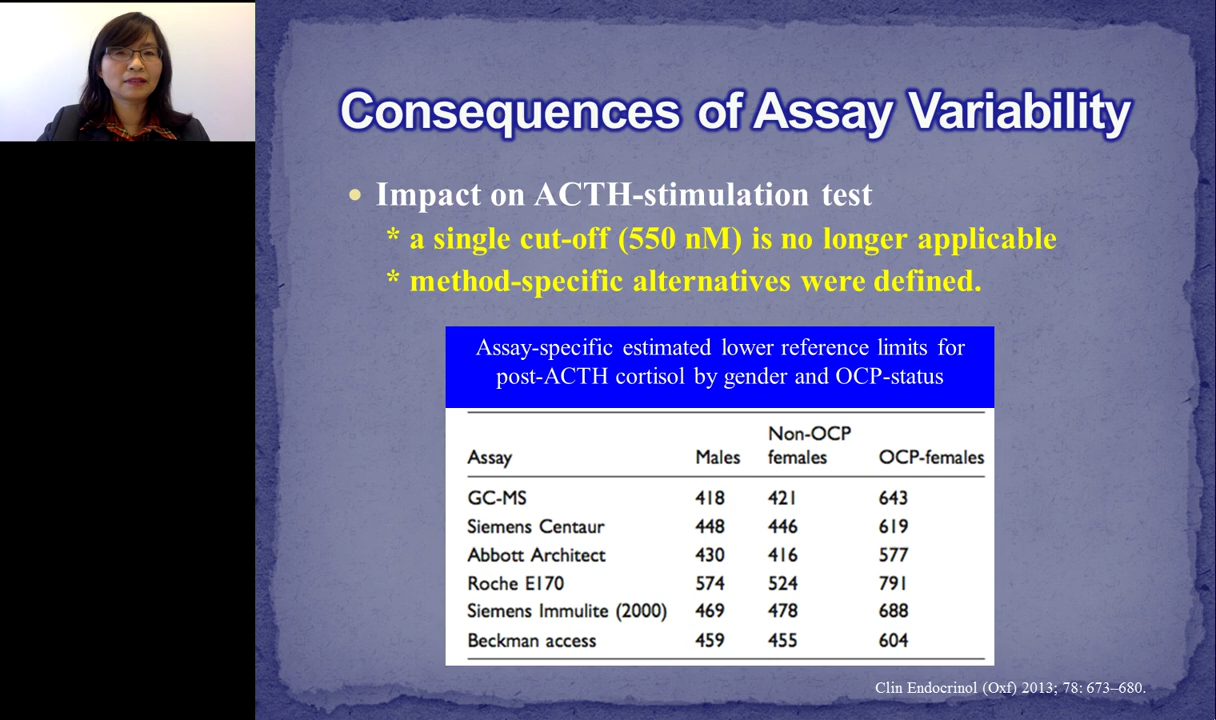 Consequences of Assay Variability
• Impact on ACTH-stimulation test
* a single cut-off (550 nM) is no longer applicable
* method-specific alternatives were defined.
Assay-specific estimated lower reference limits for
post-ACTH cortisol by gender and OCP-status
Assay Males Non-OCP females OCP-females
GC-MS 418 421 643
Siemens Centaur 448 446 619
Abbott Architect 430 416 577
Roche E170 574 524 791
Siemens Immulite (2000) 469 478 688
Beckman access 459 455 604
Clin Endocrinol (Oxf) 2013; 78: 673–680.